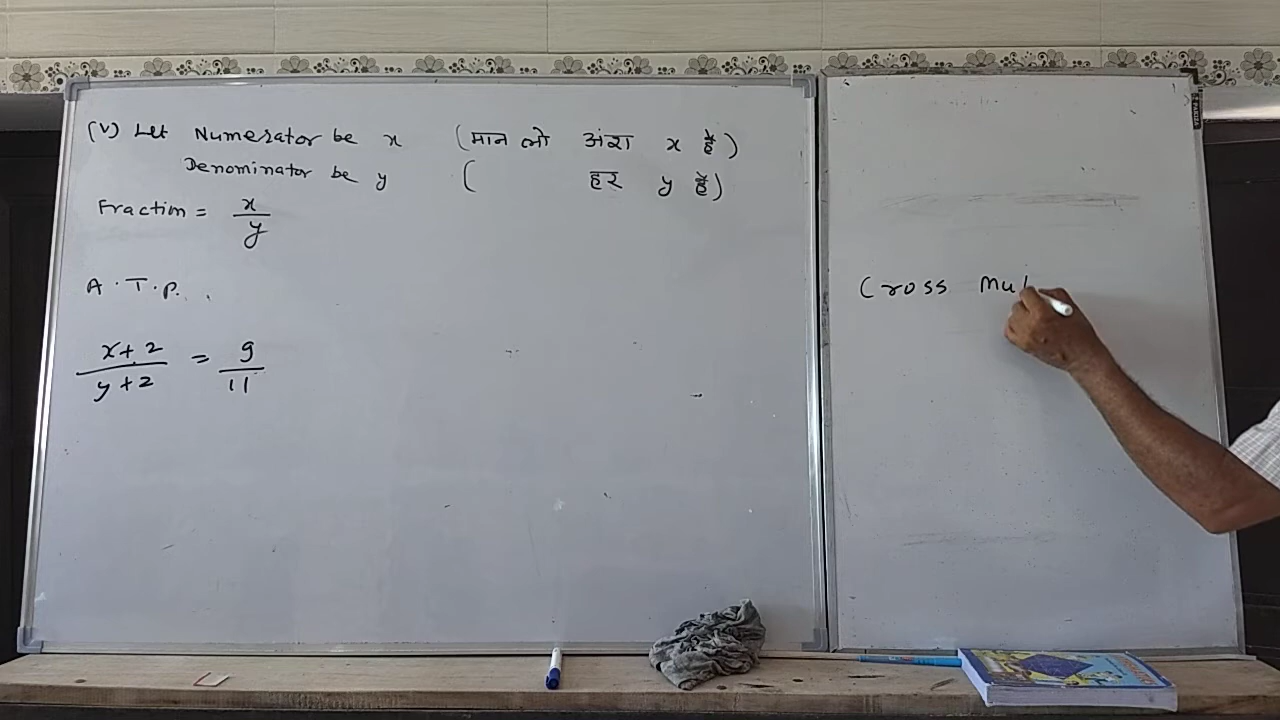 (V) Let Numerator be x (मान लो अंश x है)
Denominator be y ( हर y है)
Fraction = x/y
A.T.P...
(x+2)/(y+2) = 9/11
Cross Mul